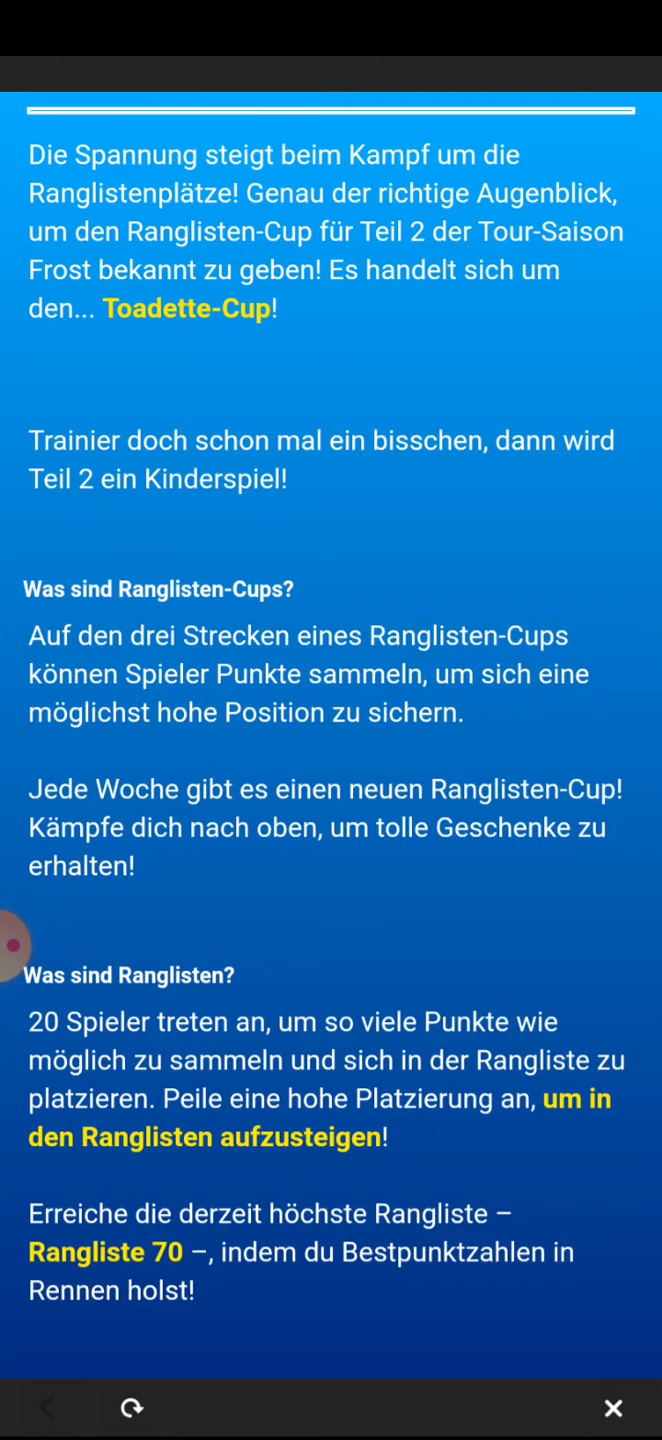 Die Spannung steigt beim Kampf um die
Ranglistenplätze! Genau der richtige Augenblick,
um den Ranglisten-Cup für Teil 2 der Tour-Saison
Frost bekannt zu geben! Es handelt sich um
den... Toadette-Cup!
Trainier doch schon mal ein bisschen, dann wird
Teil 2 ein Kinderspiel!
Was sind Ranglisten-Cups?
Auf den drei Strecken eines Ranglisten-Cups
können Spieler Punkte sammeln, um sich eine
möglichst hohe Position zu sichern.
Jede Woche gibt es einen neuen Ranglisten-Cup!
Kämpfe dich nach oben, um tolle Geschenke zu
erhalten!
Was sind Ranglisten?
20 Spieler treten an, um so viele Punkte wie
möglich zu sammeln und sich in der Rangliste zu
platzieren. Peile eine hohe Platzierung an, um in
den Ranglisten aufzusteigen!
Erreiche die derzeit höchste Rangliste –
Rangliste 70 –, indem du Bestpunktzahlen in
Rennen holst!